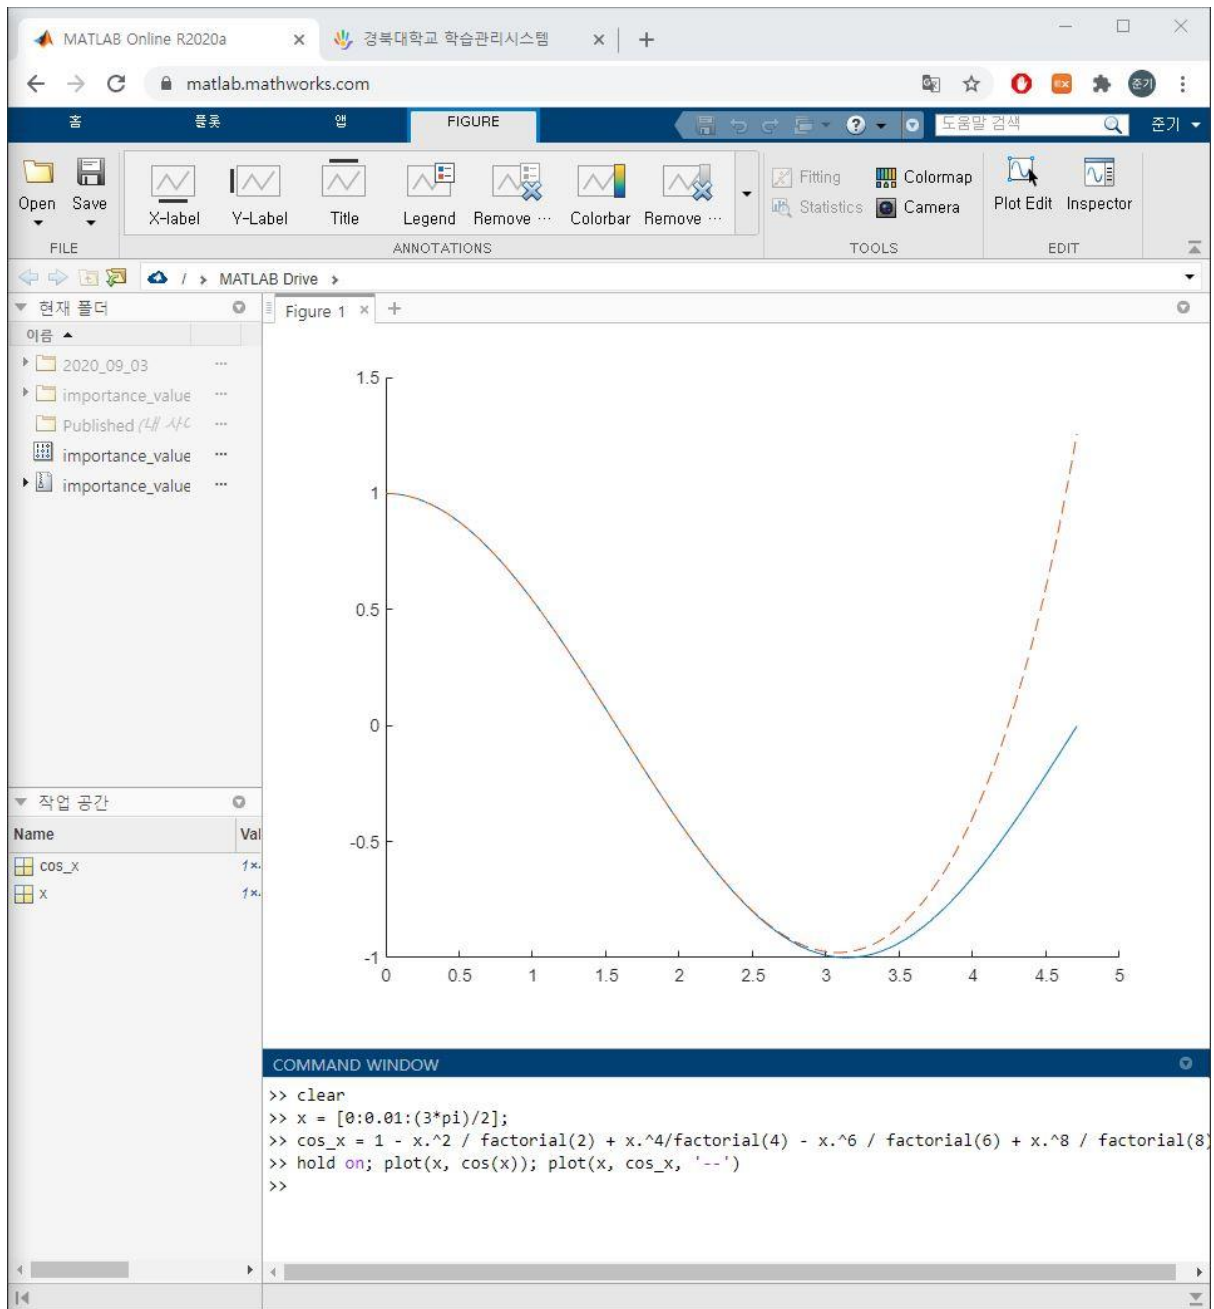 MATLAB Online R2020a
경북대학교 학습관리시스템
matlab.mathworks.com
준기
홈 플롯 앱 FIGURE
도움말 검색
준기
Open Save X-label Y-Label Title Legend Remove ··· Colorbar Remove ···
Fitting Colormap
Statistics Camera
Plot Edit Inspector
FILE ANNOTATIONS TOOLS EDIT
/ > MATLAB Drive >
현재 폴더
이름
2020_09_03 ···
importance_value ···
Published ···
importance_value ···
importance_value ···
작업 공간
Name Val
cos_x 1×
x 1×
Figure 1
1.5
1
0.5
0
-0.5
-1
0 0.5 1 1.5 2 2.5 3 3.5 4 4.5 5
COMMAND WINDOW
>> clear
>> x = [0:0.01:(3*pi)/2];
>> cos_x = 1 - x.^2 / factorial(2) + x.^4/factorial(4) - x.^6 / factorial(6) + x.^8 / factorial(8)
>> hold on; plot(x, cos(x)); plot(x, cos_x, '--')
>>